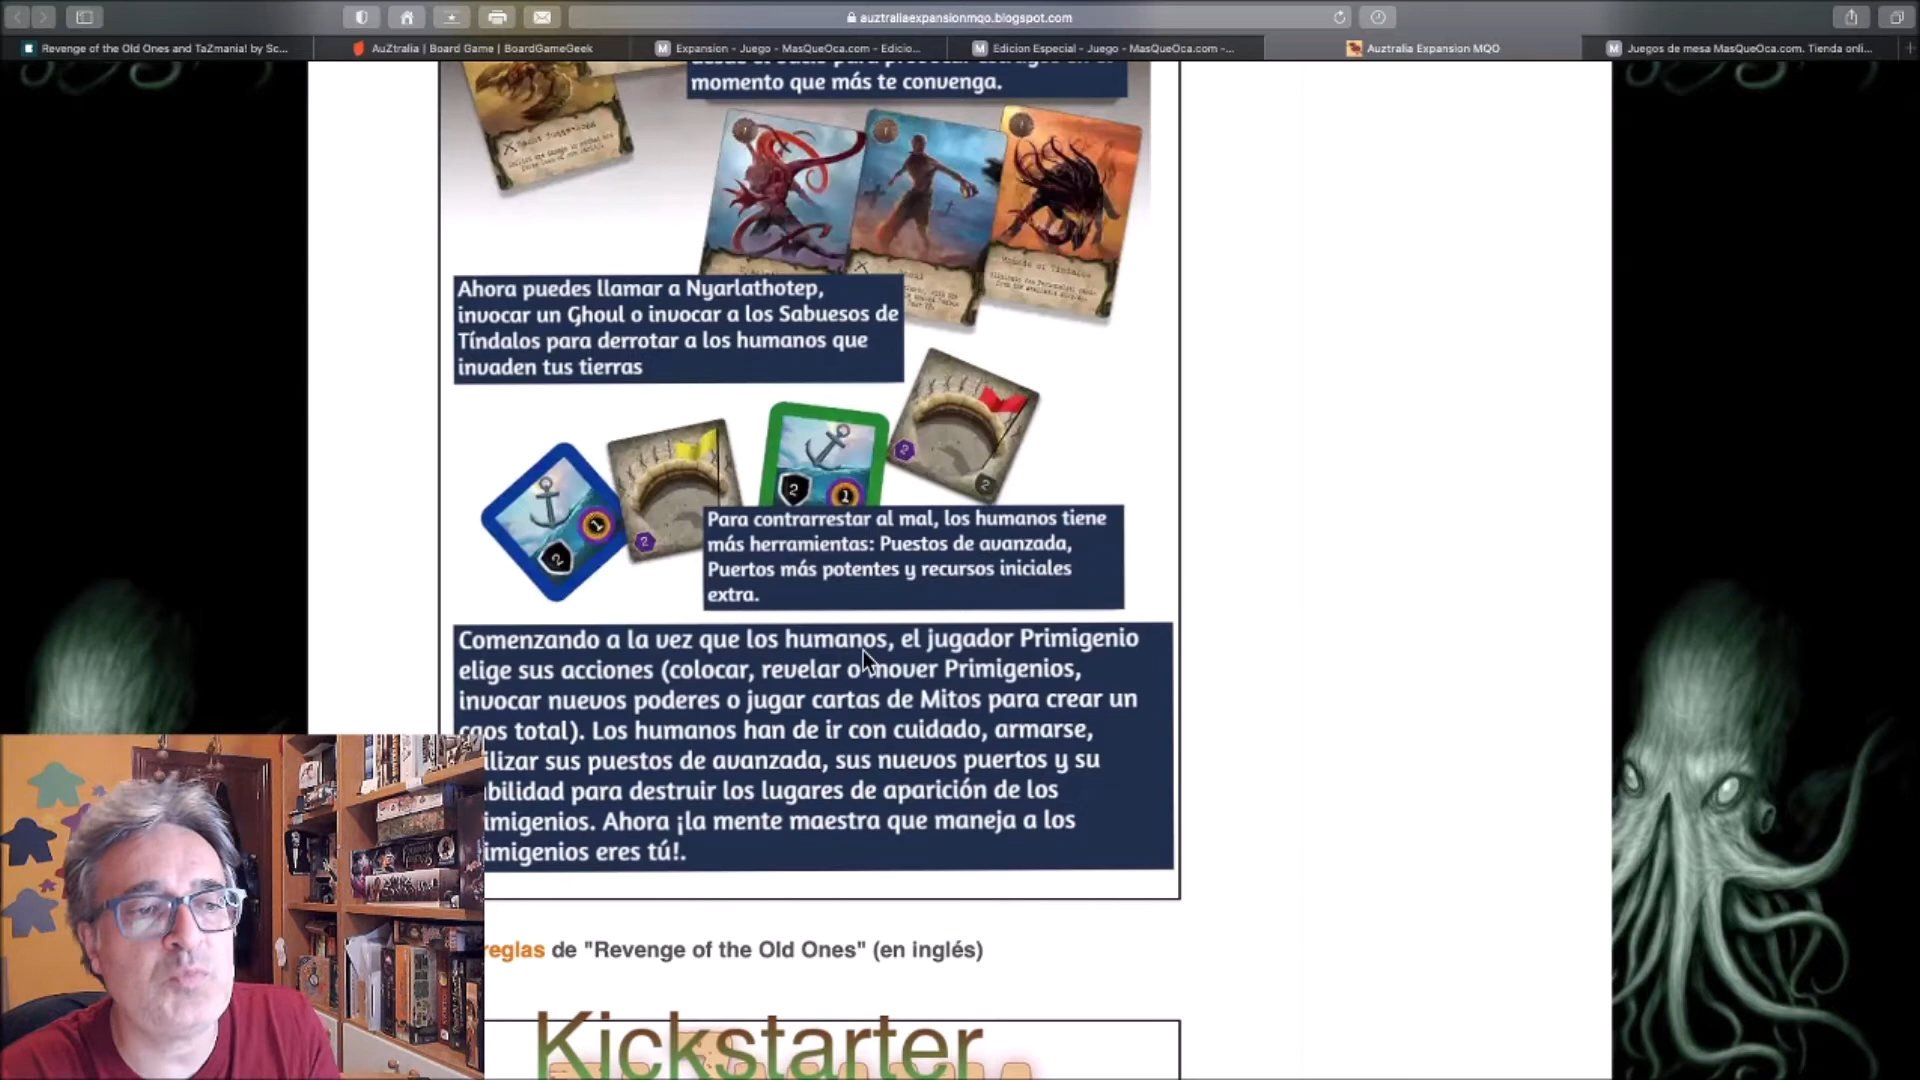 auztraliaexpansionmqo.blogspot.com
Revenge of the Old Ones and TaZmania! by Sc...
AuZtralia | Board Game | BoardGameGeek
Expansion - Juego - MasQueOca.com - Edicio...
Edicion Especial - Juego - MasQueOca.com -...
Auztralia Expansion MQO
Juegos de mesa MasQueOca.com. Tienda onli...
momento que más te convenga.
Ahora puedes llamar a Nyarlathotep,
invocar un Ghoul o invocar a los Sabuesos de
Tíndalos para derrotar a los humanos que
invaden tus tierras
2
2
1
2
1
2
2
Para contrarrestar al mal, los humanos tiene
más herramientas: Puestos de avanzada,
Puertos más potentes y recursos iniciales
extra.
Comenzando a la vez que los humanos, el jugador Primigenio
elige sus acciones (colocar, revelar o mover Primigenios,
invocar nuevos poderes o jugar cartas de Mitos para crear un
caos total). Los humanos han de ir con cuidado, armarse,
ilizar sus puestos de avanzada, sus nuevos puertos y su
bilidad para destruir los lugares de aparición de los
imigenios. Ahora ¡la mente maestra que maneja a los
imigenios eres tú!.
reglas de "Revenge of the Old Ones" (en inglés)
Kickstarter